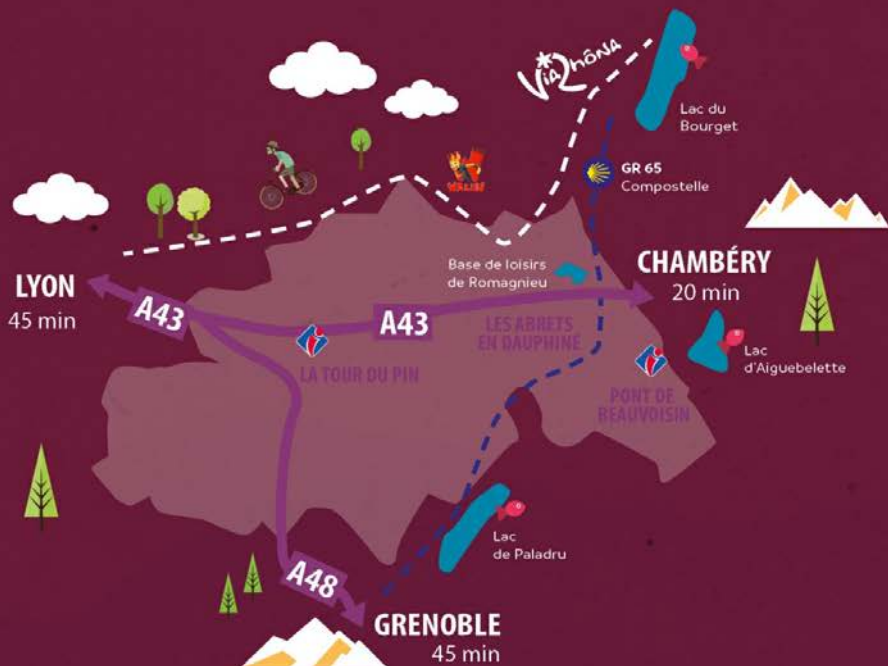 ViaRhôna
Lac du
Bourget
GR 65
Compostelle
WALIBI
Base de loisirs
de Romagnieu
CHAMBÉRY
20 min
LYON
45 min
A43
A43
LES ABRETS
EN DAUPHINÉ
LA TOUR DU PIN
Lac
d'Aiguebelette
PONT DE
BEAUVOISIN
Lac
de Paladru
A48
GRENOBLE
45 min